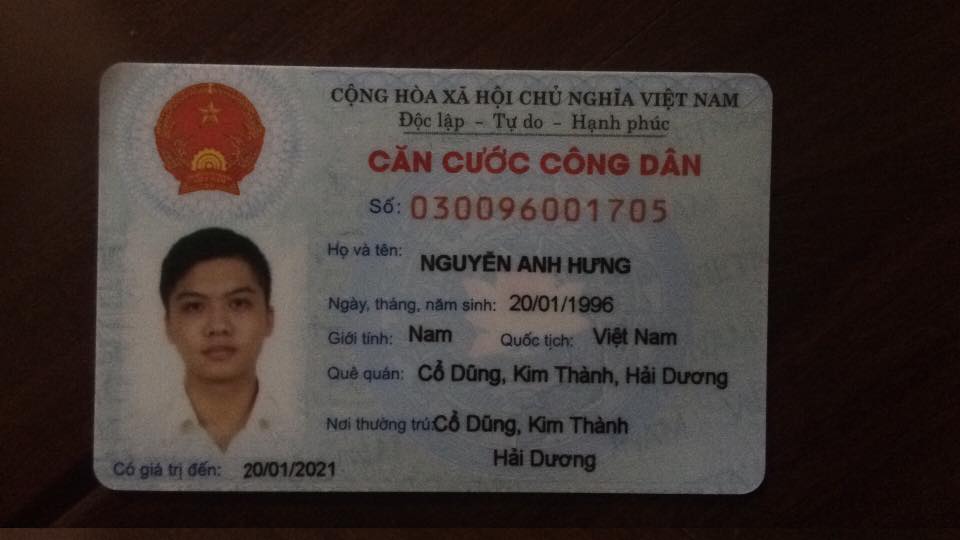 CỘNG HÒA XÃ HỘI CHỦ NGHĨA VIỆT NAM
Độc lập - Tự do - Hạnh phúc
CĂN CƯỚC CÔNG DÂN
Số: 030096001705
Họ và tên: NGUYỄN ANH HƯNG
Ngày, tháng, năm sinh: 20/01/1996
Giới tính: Nam Quốc tịch: Việt Nam
Quê quán: Cổ Dũng, Kim Thành, Hải Dương
Nơi thường trú: Cổ Dũng, Kim Thành
Hải Dương
Có giá trị đến: 20/01/2021